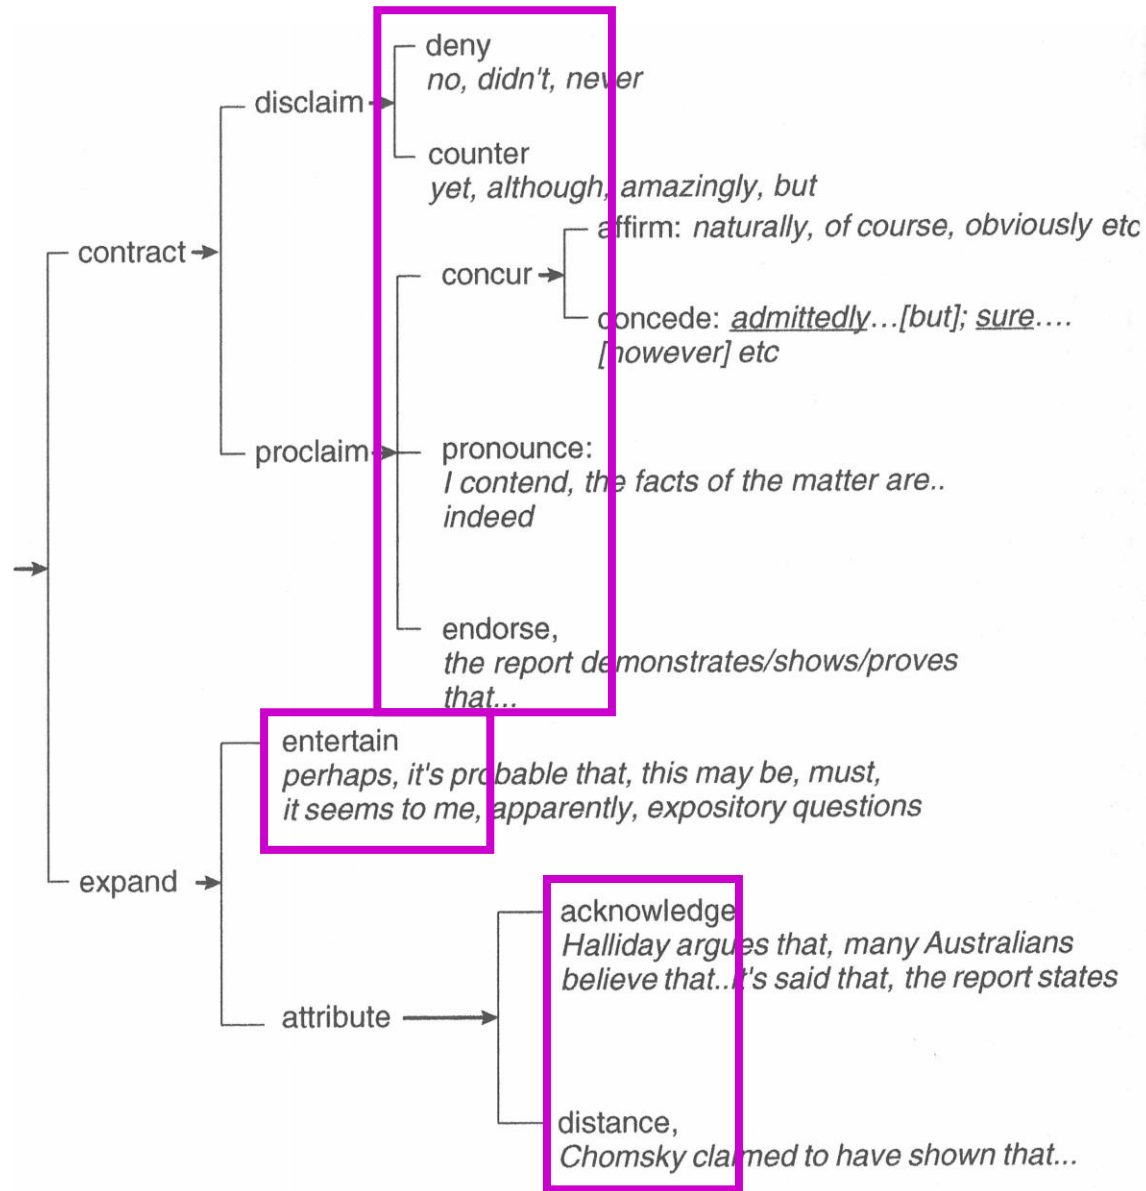 deny
no, didn't, never
disclaim
counter
yet, although, amazingly, but
contract
affirm: naturally, of course, obviously etc
concur
concede: admittedly...[but]; sure....
[however] etc
proclaim
pronounce:
I contend, the facts of the matter are..
indeed
endorse,
the report demonstrates/shows/proves
that...
entertain
perhaps, it's probable that, this may be, must,
it seems to me, apparently, expository questions
expand
acknowledge
Halliday argues that, many Australians
believe that..it's said that, the report states
attribute
distance,
Chomsky claimed to have shown that...